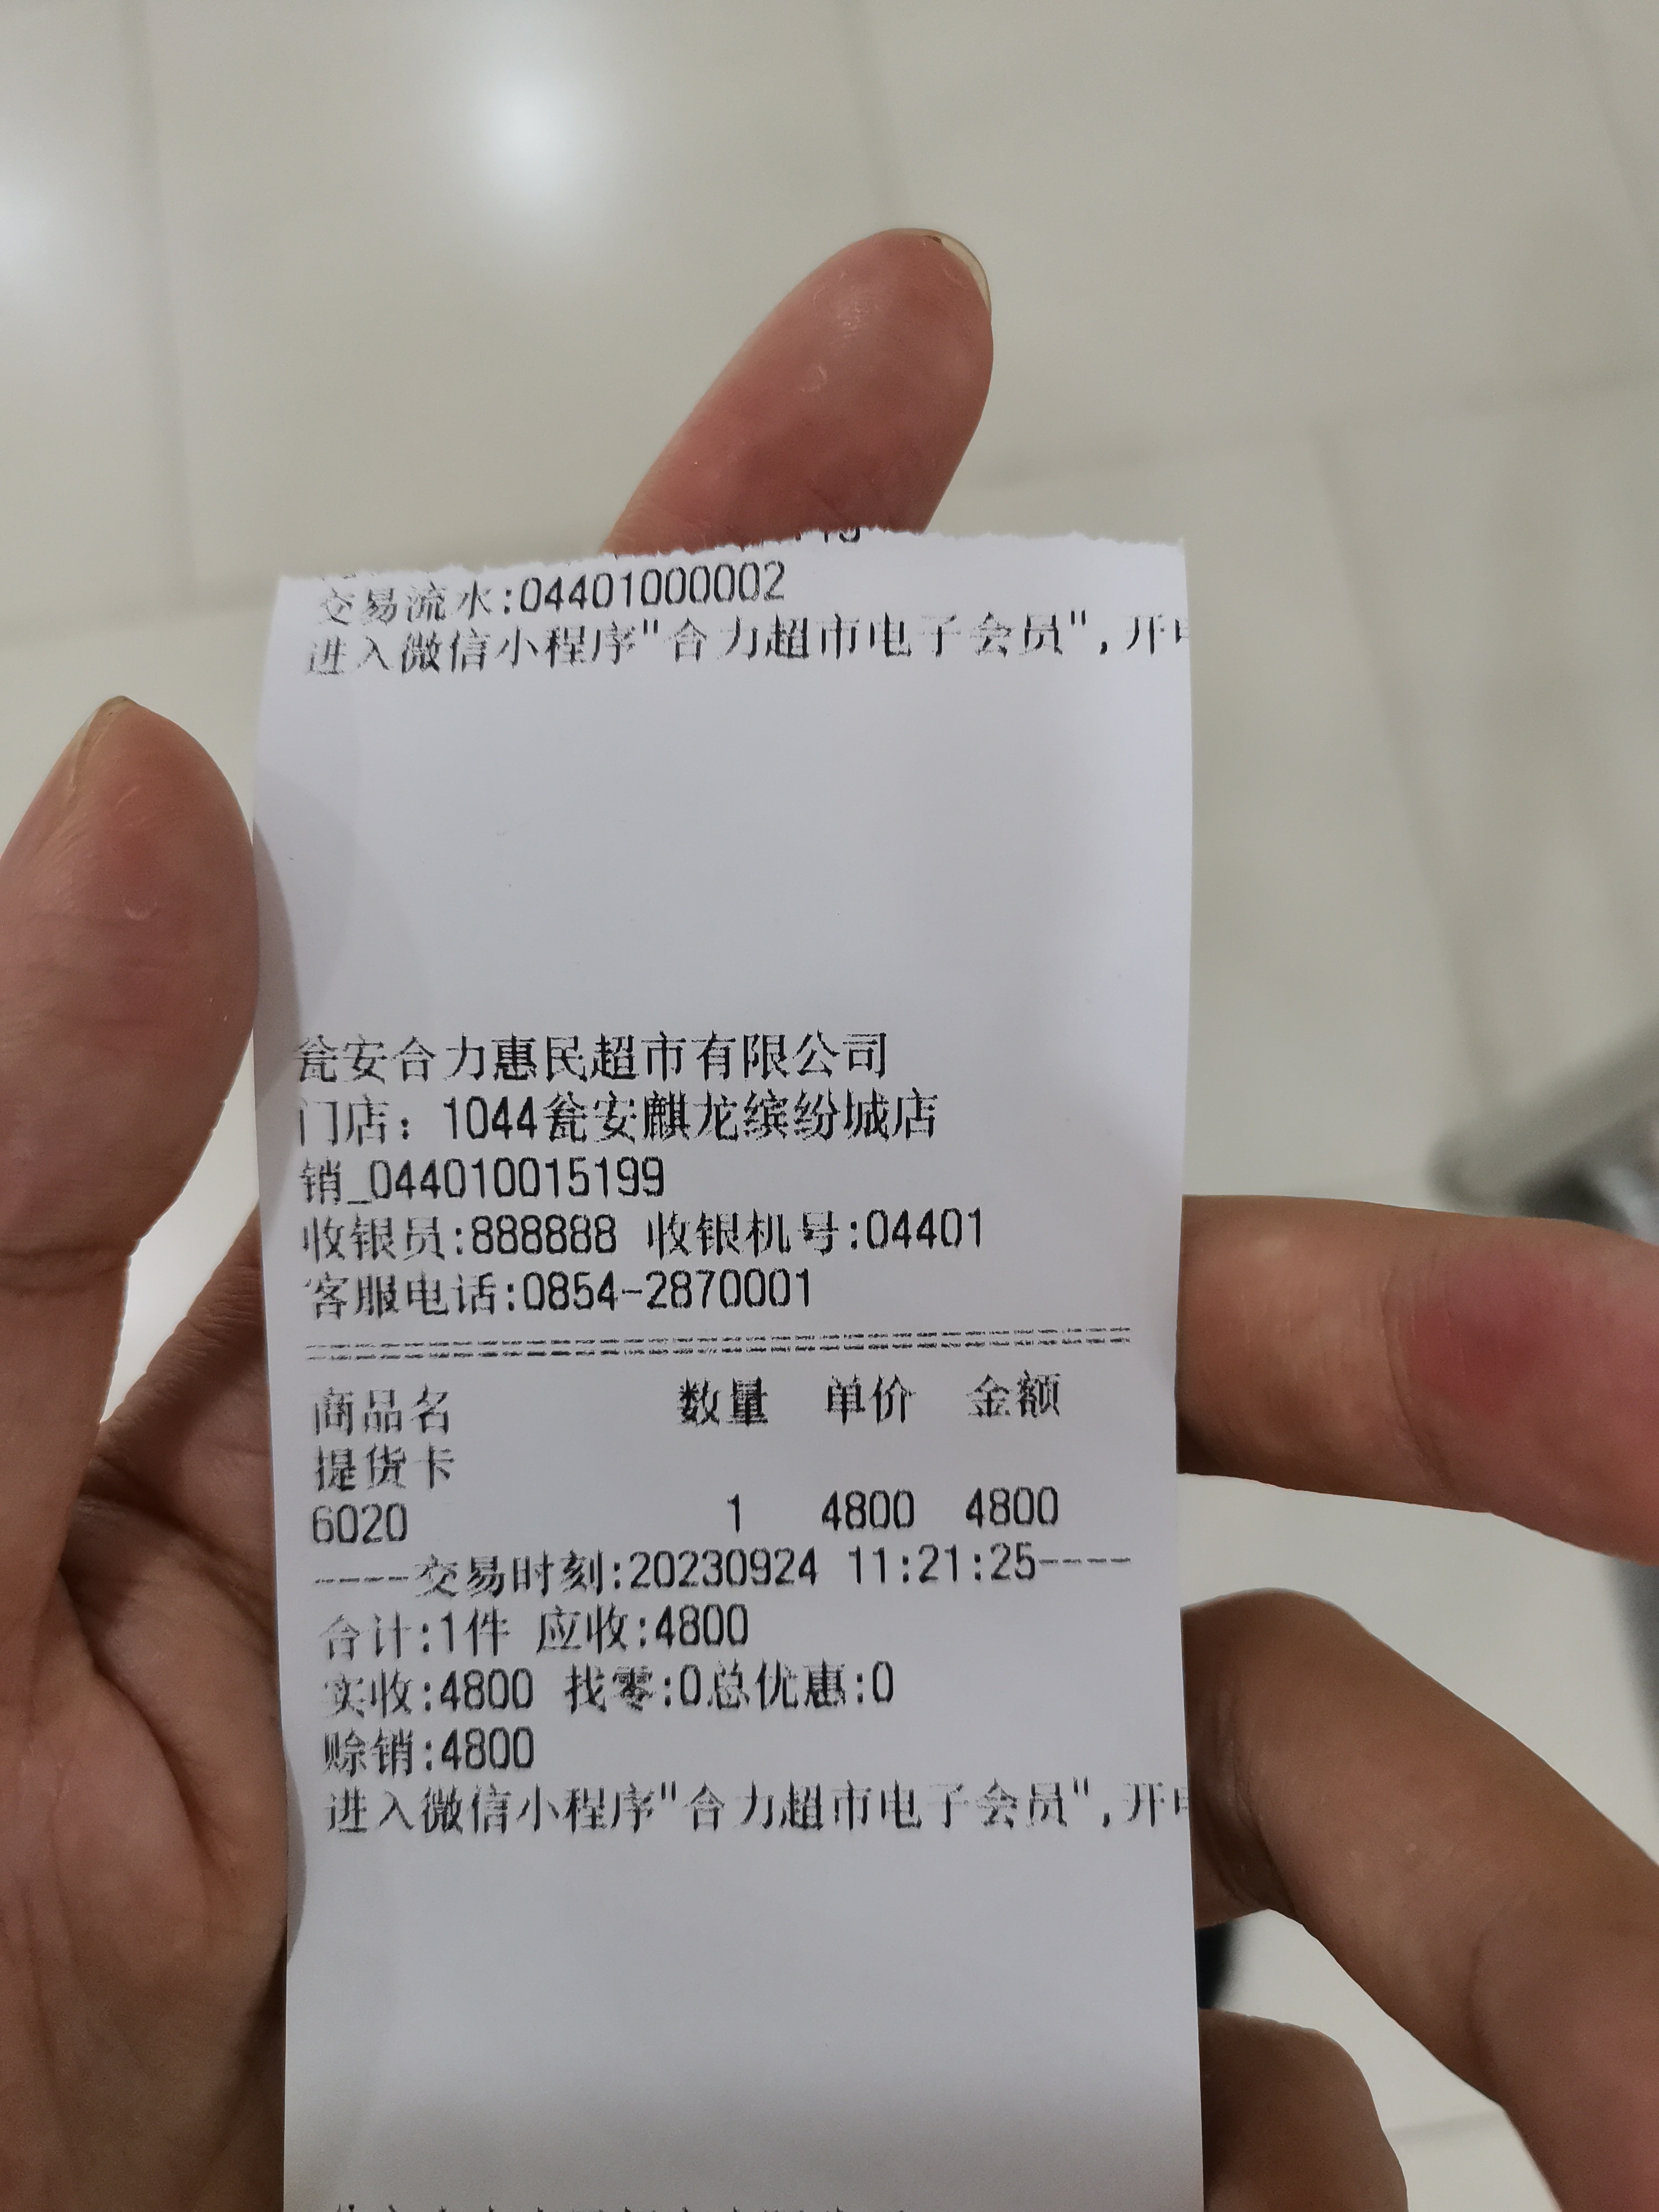 交易流水:04401000002
进入微信小程序"合力超市电子会员",开
瓮安合力惠民超市有限公司
门店：1044瓮安麒龙缤纷城店
销_044010015199
收银员:888888 收银机号:04401
客服电话:0854-2870001
================================
商品名 数量 单价 金额
提货卡
6020 1 4800 4800
----交易时刻:20230924 11:21:25----
合计:1件 应收:4800
实收:4800 找零:0总优惠:0
赊销:4800
进入微信小程序"合力超市电子会员",开